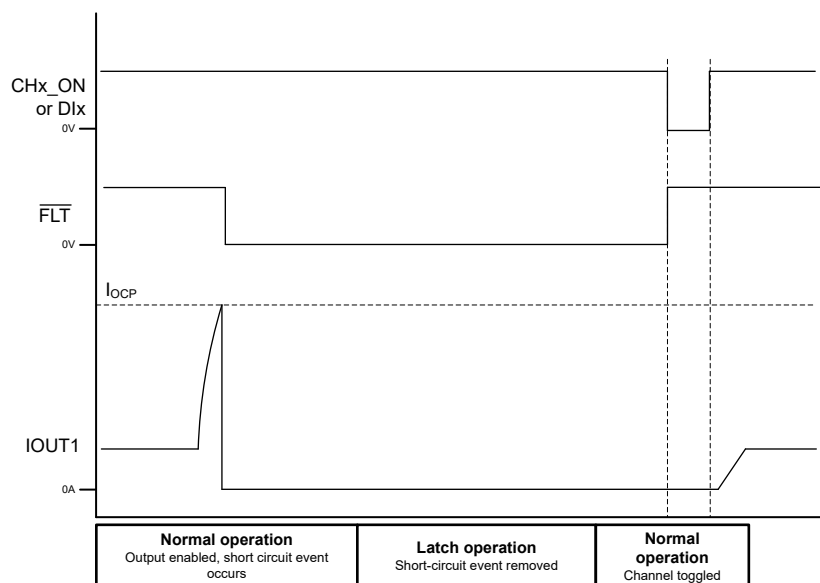 CHx_ON
or DIx
0V
FLT
0V
IOCP
IOUT1
0A
Normal operation
Output enabled, short circuit event
occurs
Latch operation
Short-circuit event removed
Normal
operation
Channel toggled